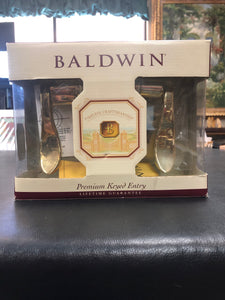 BALDWIN
Premium Keyed Entry
LIFETIME GUARANTEE